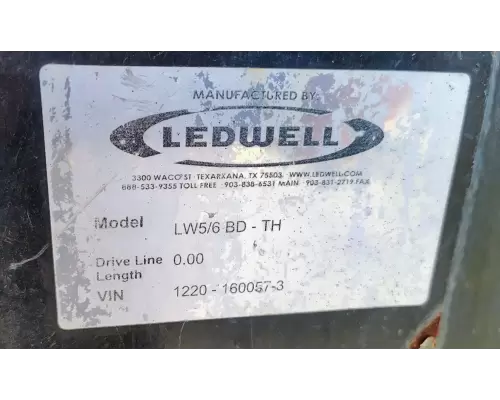 MANUFACTURED BY:
LEDWELL
3300 WACO ST · TEXARKANA, TX 75503 · WWW.LEDWELL.COM
888-533-9355 TOLL FREE · 903-838-6531 MAIN · 903-831-2719 FAX
Model LW5/6 BD - TH
Drive Line Length 0.00
VIN 1220 - 160057-3